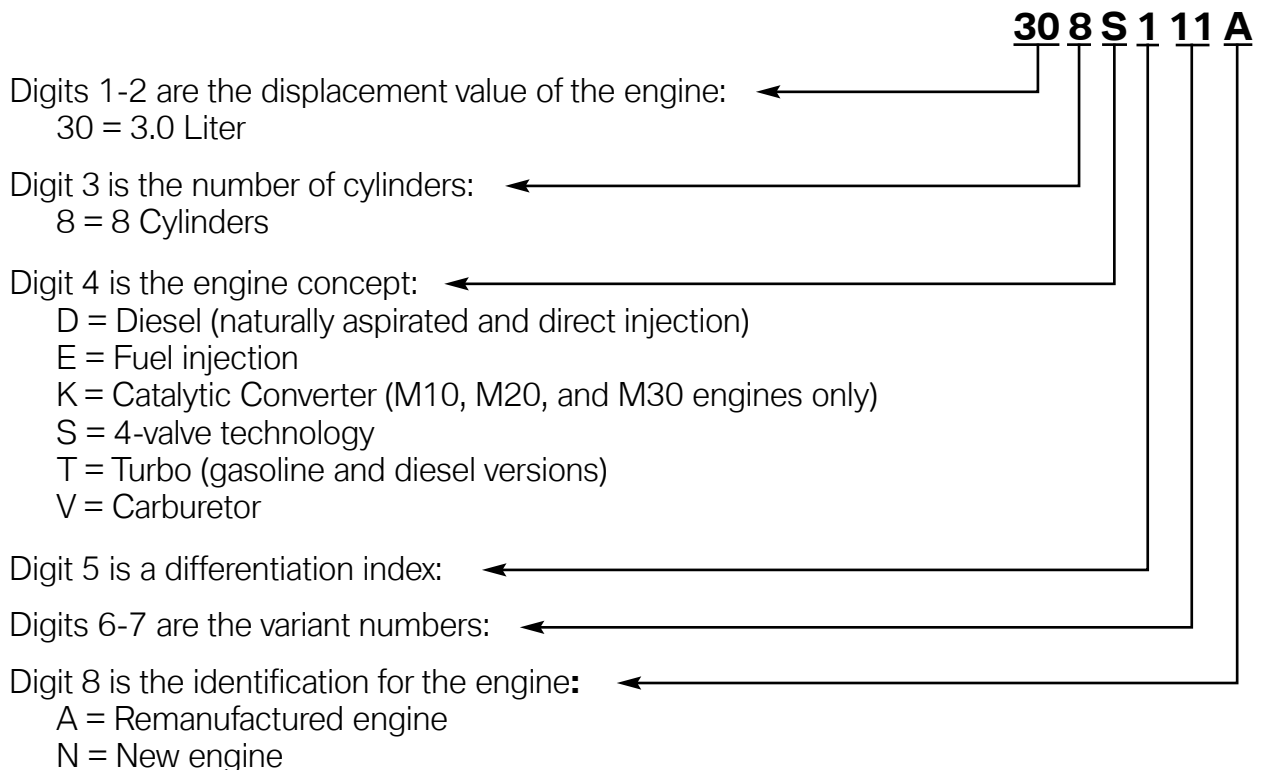 30 8 S 1 11 A
Digits 1-2 are the displacement value of the engine:
30 = 3.0 Liter
Digit 3 is the number of cylinders:
8 = 8 Cylinders
Digit 4 is the engine concept:
D = Diesel (naturally aspirated and direct injection)
E = Fuel injection
K = Catalytic Converter (M10, M20, and M30 engines only)
S = 4-valve technology
T = Turbo (gasoline and diesel versions)
V = Carburetor
Digit 5 is a differentiation index:
Digits 6-7 are the variant numbers:
Digit 8 is the identification for the engine:
A = Remanufactured engine
N = New engine